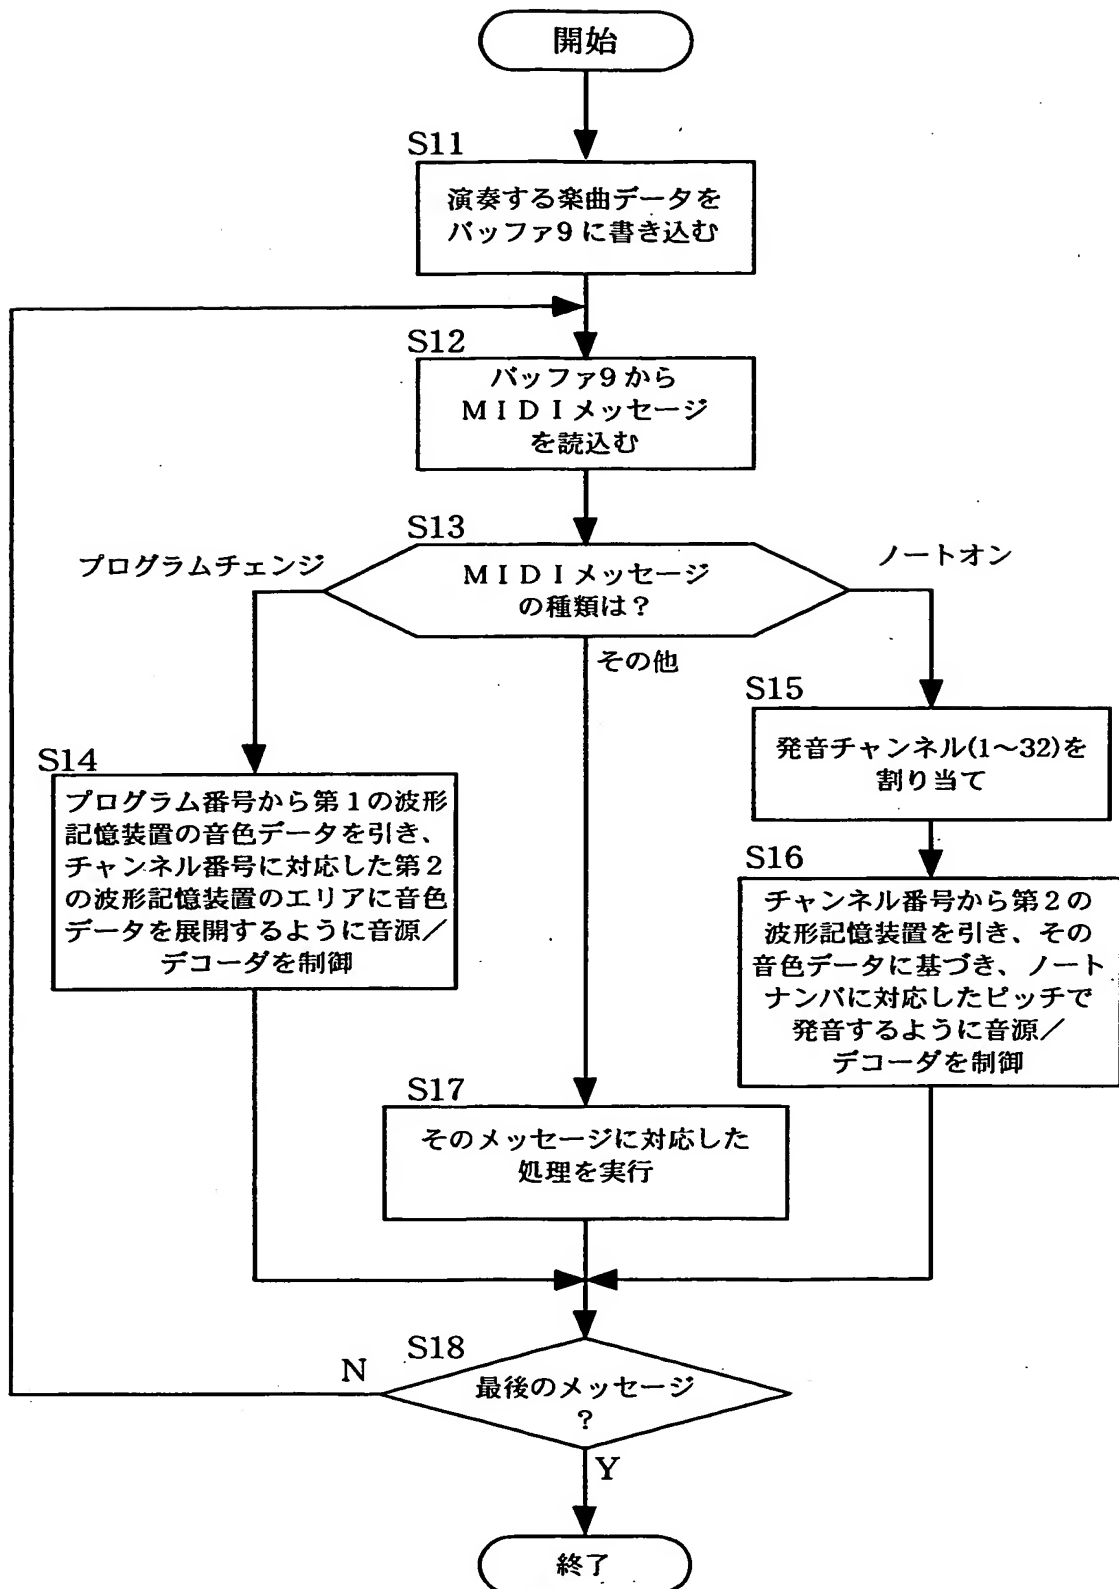 開始
S11
演奏する楽曲データを
バッファ9に書き込む
S12
バッファ9から
ＭＩＤＩメッセージ
を読込む
S13
プログラムチェンジ
ＭＩＤＩメッセージ
の種類は？
ノートオン
その他
S14
プログラム番号から第１の波形
記憶装置の音色データを引き、
チャンネル番号に対応した第２
の波形記憶装置のエリアに音色
データを展開するように音源／
デコーダを制御
S15
発音チャンネル(1～32)を
割り当て
S16
チャンネル番号から第２の
波形記憶装置を引き、その
音色データに基づき、ノート
ナンバに対応したピッチで
発音するように音源／
デコーダを制御
S17
そのメッセージに対応した
処理を実行
S18
N
最後のメッセージ
？
Y
終了